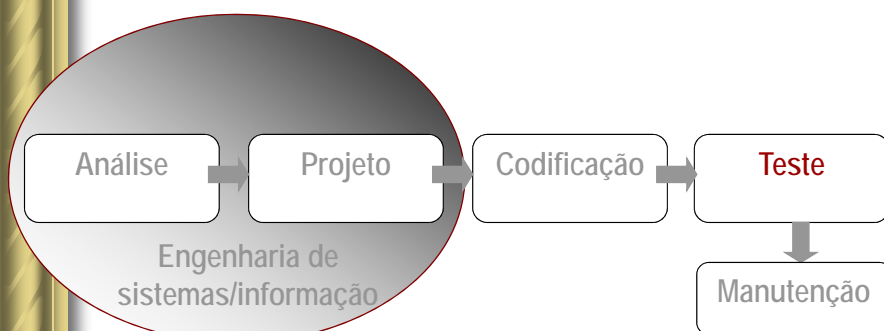 Análise
Projeto
Codificação
Teste
Engenharia de
sistemas/informação
Manutenção